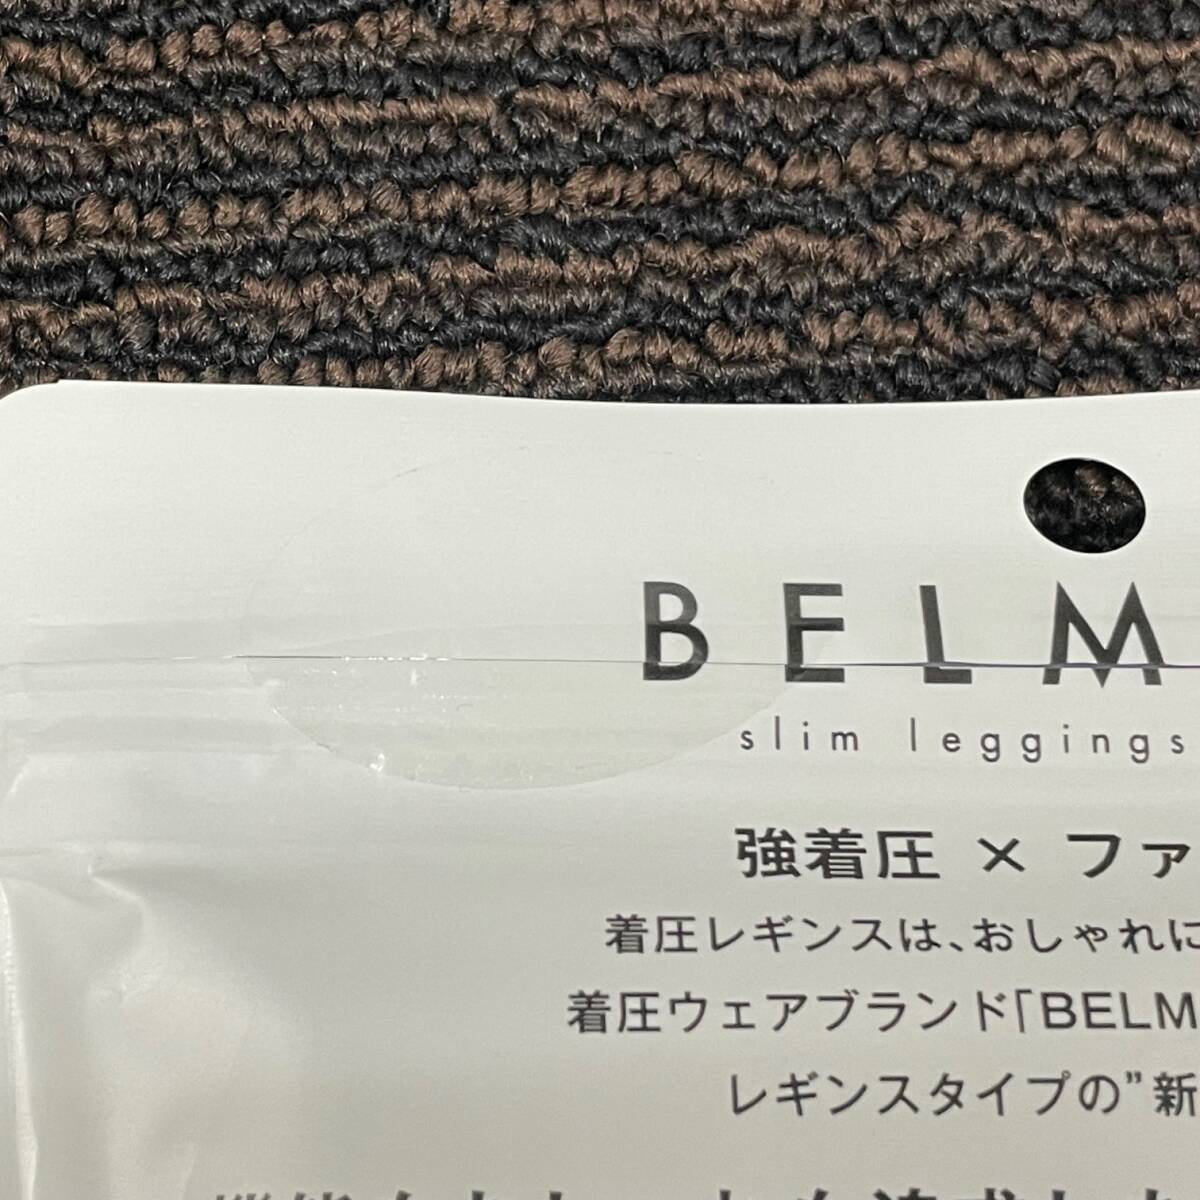 BELM
slim leggings
強着圧 × ファ
着圧レギンスは、おしゃれに
着圧ウェアブランド「BELM
レギンスタイプの”新